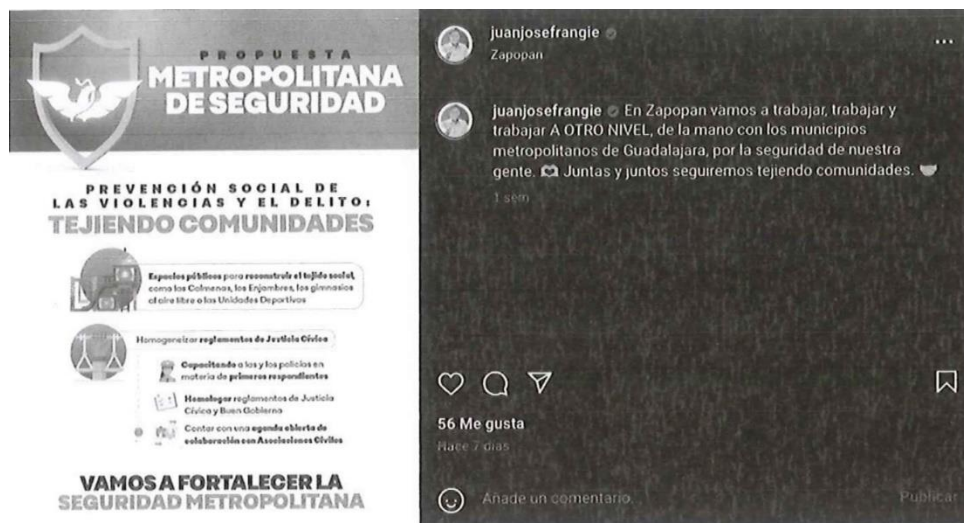 PROPUESTA
METROPOLITANA
DE SEGURIDAD
PREVENCIÓN SOCIAL DE
LAS VIOLENCIAS Y EL DELITO:
TEJIENDO COMUNIDADES
Espacios públicos para reconstruir el tejido social,
como las Colmenas, los Enjambres, los gimnasios
al aire libre o las Unidades Deportivas
Homogeneizar reglamentos de Justicia Cívica
Capacitando a las y los policías en
materia de primeros respondientes
Homologar reglamentos de Justicia
Cívica y Buen Gobierno
Contar con una agenda abierta de
colaboración con Asociaciones Civiles
VAMOS A FORTALECER LA
SEGURIDAD METROPOLITANA
juanjosefrangie
Zapopan
juanjosefrangie En Zapopan vamos a trabajar, trabajar y
trabajar A OTRO NIVEL, de la mano con los municipios
metropolitanos de Guadalajara, por la seguridad de nuestra
gente. Juntas y juntos seguiremos tejiendo comunidades.
1 sem
56 Me gusta
Hace 7 días
Añade un comentario...
Publicar